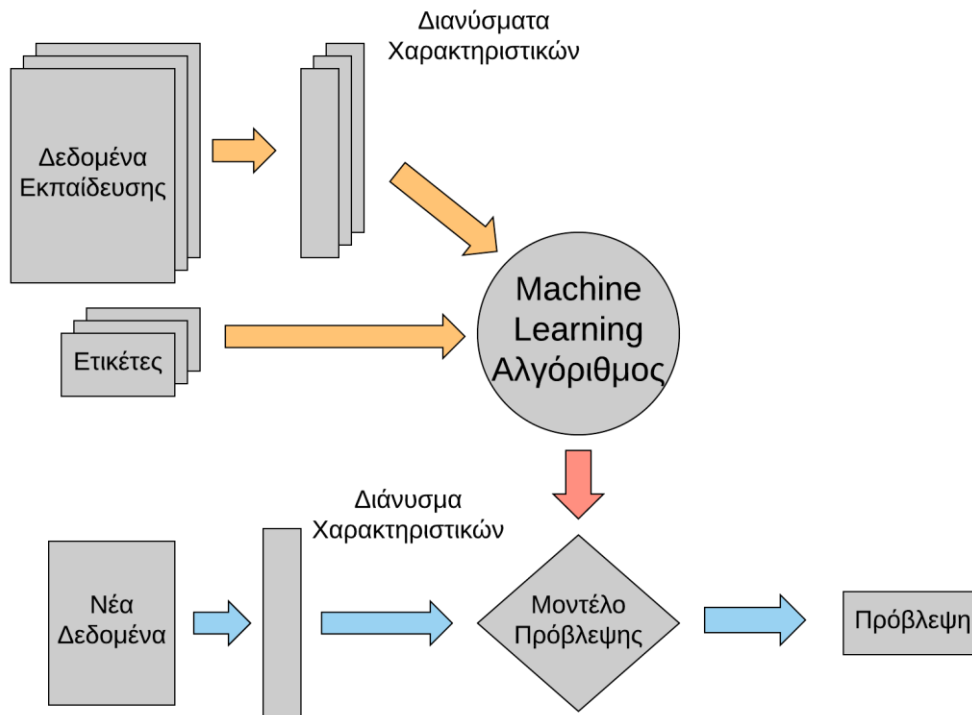 Διανύσματα
Χαρακτηριστικών
Δεδομένα
Εκπαίδευσης
Machine
Learning
Αλγόριθμος
Ετικέτες
Διάνυσμα
Χαρακτηριστικών
Νέα
Δεδομένα
Μοντέλο
Πρόβλεψης
Πρόβλεψη